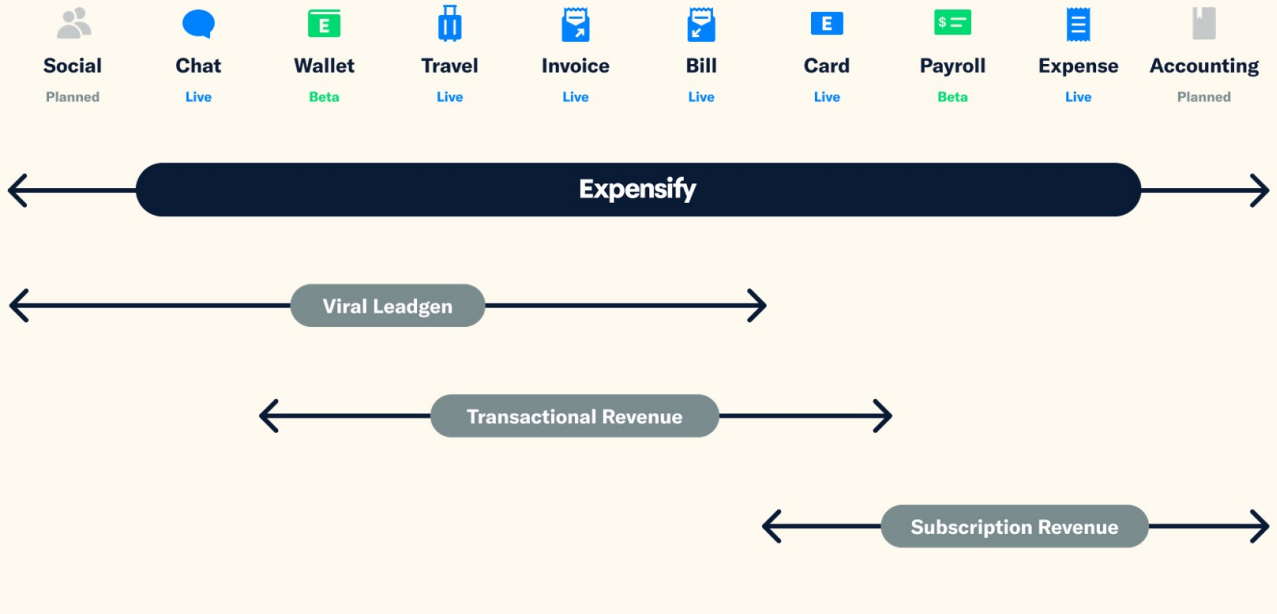 E
E
$
Social Chat Wallet Travel Invoice Bill Card Payroll Expense Accounting
Planned Live Beta Live Live Live Live Beta Live Planned
Expensify
Viral Leadgen
Transactional Revenue
Subscription Revenue